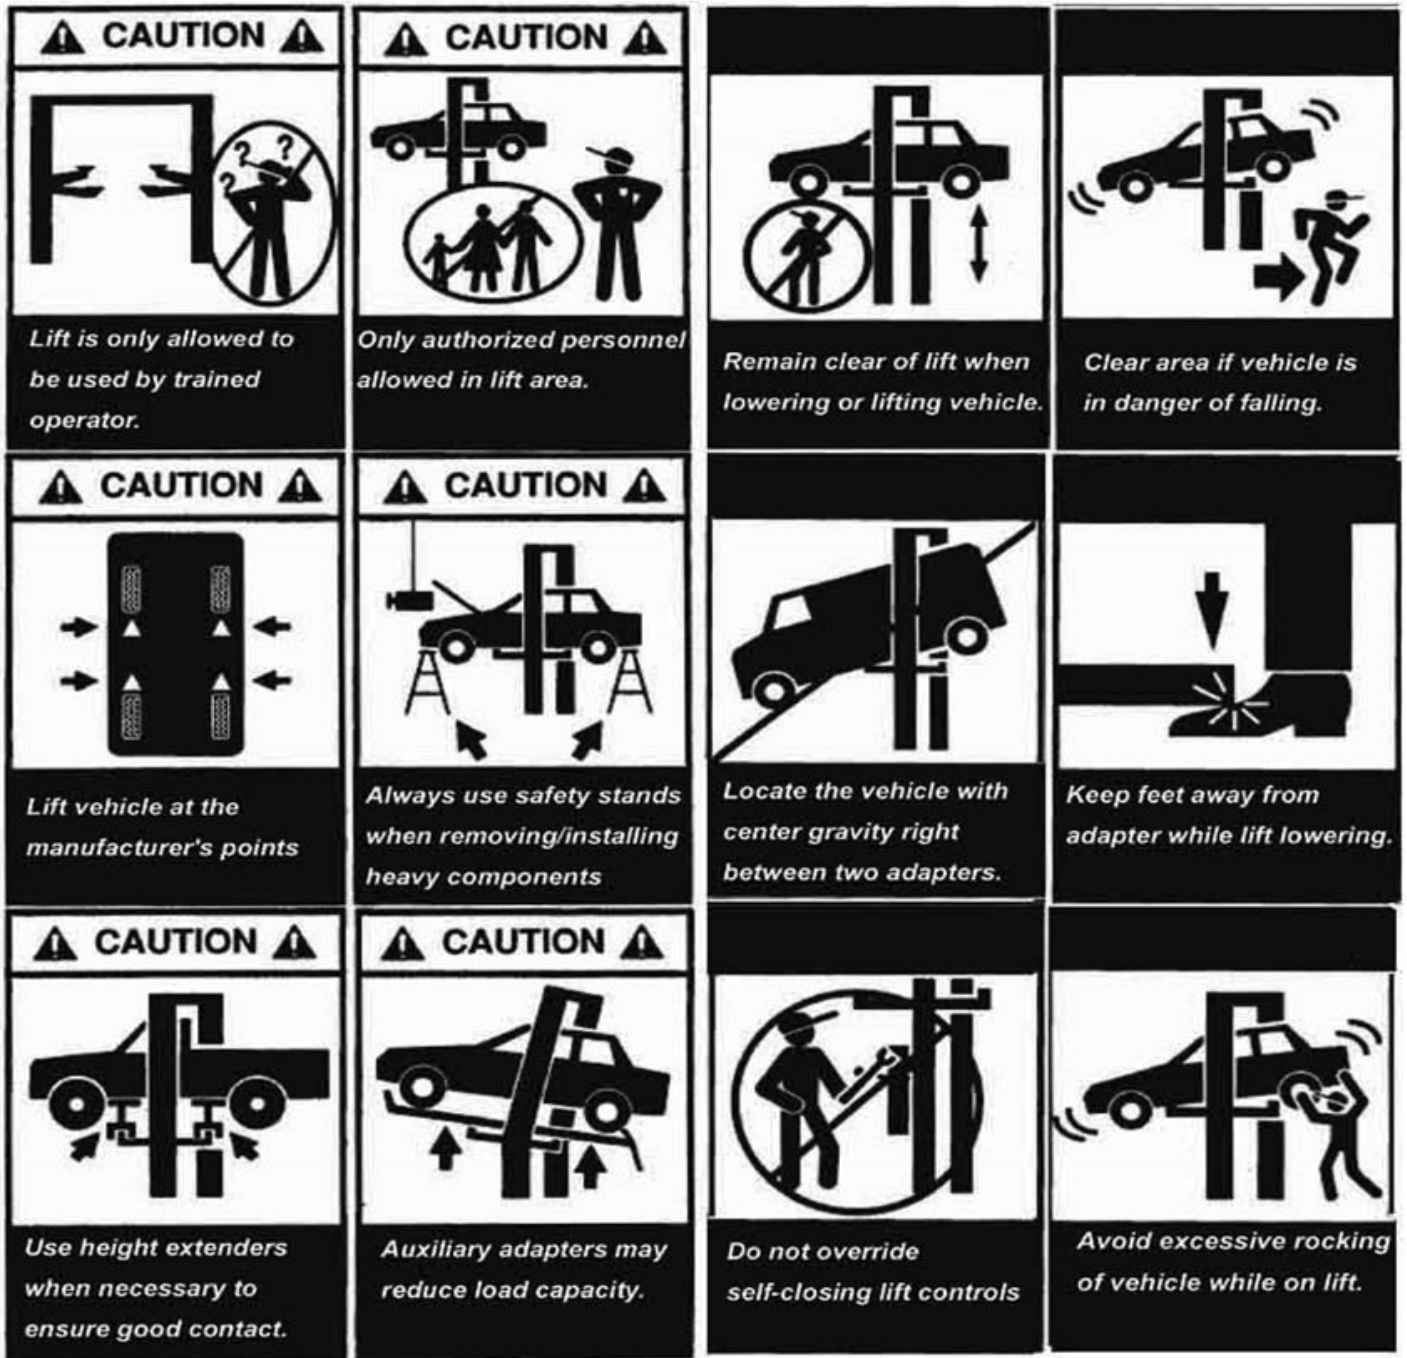 CAUTION
Lift is only allowed to
be used by trained
operator.
CAUTION
Only authorized personnel
allowed in lift area.
Remain clear of lift when
lowering or lifting vehicle.
Clear area if vehicle is
in danger of falling.
CAUTION
Lift vehicle at the
manufacturer's points
CAUTION
Always use safety stands
when removing/installing
heavy components
Locate the vehicle with
center gravity right
between two adapters.
Keep feet away from
adapter while lift lowering.
CAUTION
Use height extenders
when necessary to
ensure good contact.
CAUTION
Auxiliary adapters may
reduce load capacity.
Do not override
self-closing lift controls
Avoid excessive rocking
of vehicle while on lift.